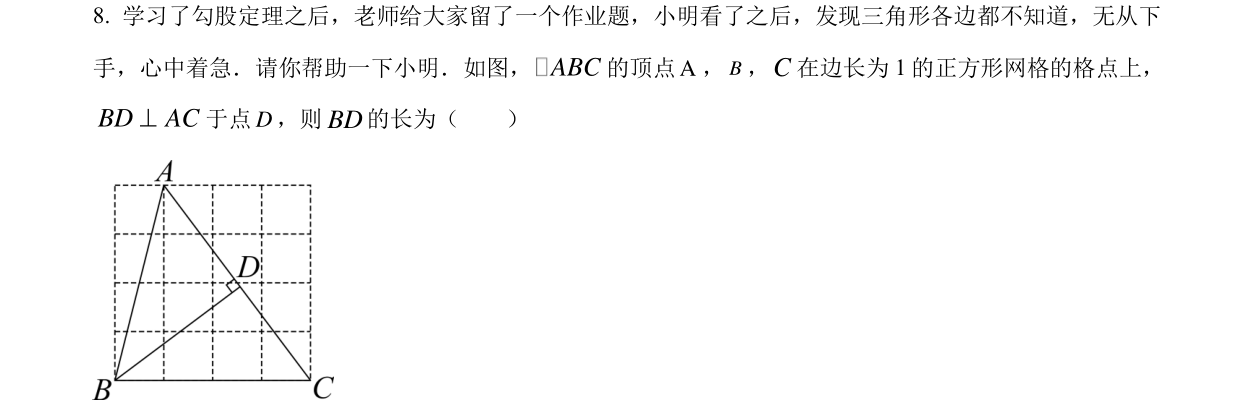 8. 学习了勾股定理之后，老师给大家留了一个作业题，小明看了之后，发现三角形各边都不知道，无从下
手，心中着急．请你帮助一下小明．如图，□ABC 的顶点 A，B，C 在边长为 1 的正方形网格的格点上，
BD ⊥ AC 于点 D，则 BD 的长为（　　）
A
D
B
C